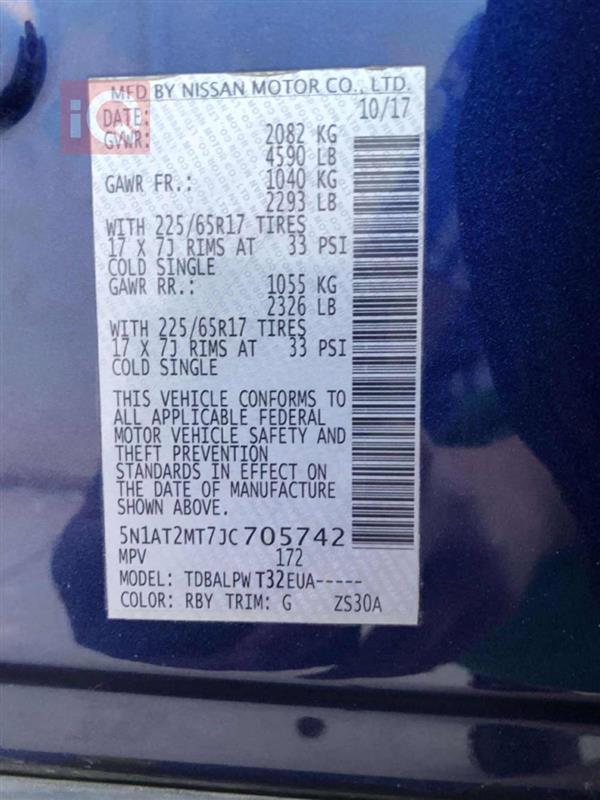 MFD BY NISSAN MOTOR CO., LTD.
DATE: 10/17
GVWR: 2082 KG
4590 LB
GAWR FR.: 1040 KG
2293 LB
WITH 225/65R17 TIRES
17 X 7J RIMS AT 33 PSI
COLD SINGLE
GAWR RR.: 1055 KG
2326 LB
WITH 225/65R17 TIRES
17 X 7J RIMS AT 33 PSI
COLD SINGLE
THIS VEHICLE CONFORMS TO
ALL APPLICABLE FEDERAL
MOTOR VEHICLE SAFETY AND
THEFT PREVENTION
STANDARDS IN EFFECT ON
THE DATE OF MANUFACTURE
SHOWN ABOVE.
5N1AT2MT7JC705742
MPV 172
MODEL: TDBALPW T32EUA-----
COLOR: RBY TRIM: G ZS30A